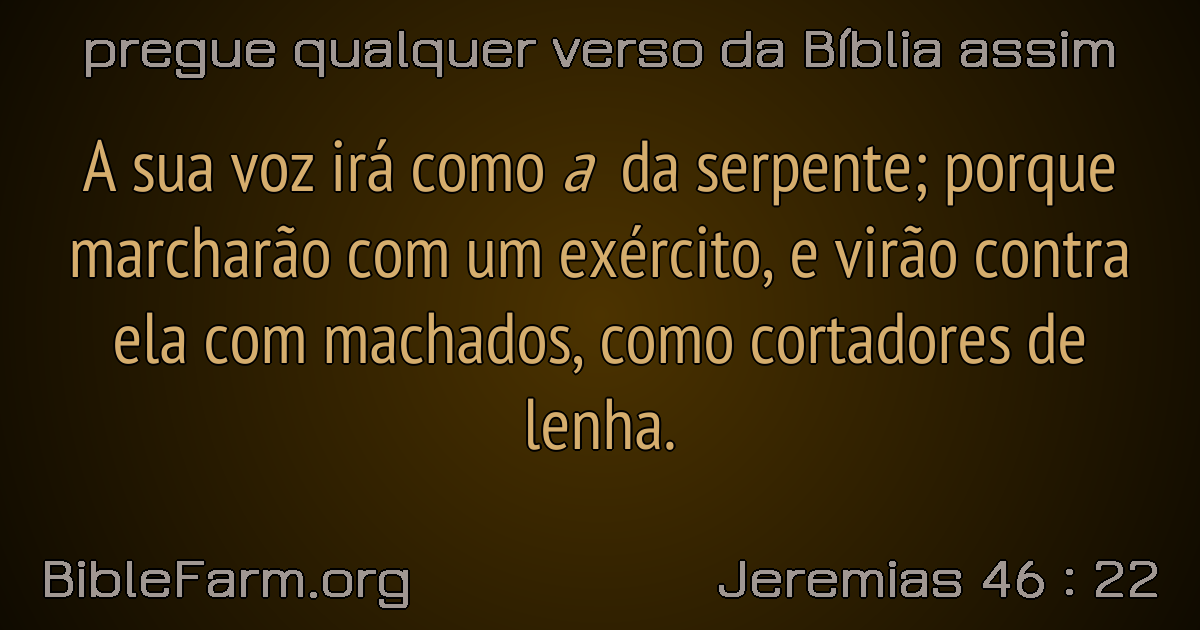 pregue qualquer verso da Bíblia assim
A sua voz irá como a da serpente; porque
marcharão com um exército, e virão contra
ela com machados, como cortadores de
lenha.
BibleFarm.org
Jeremias 46 : 22